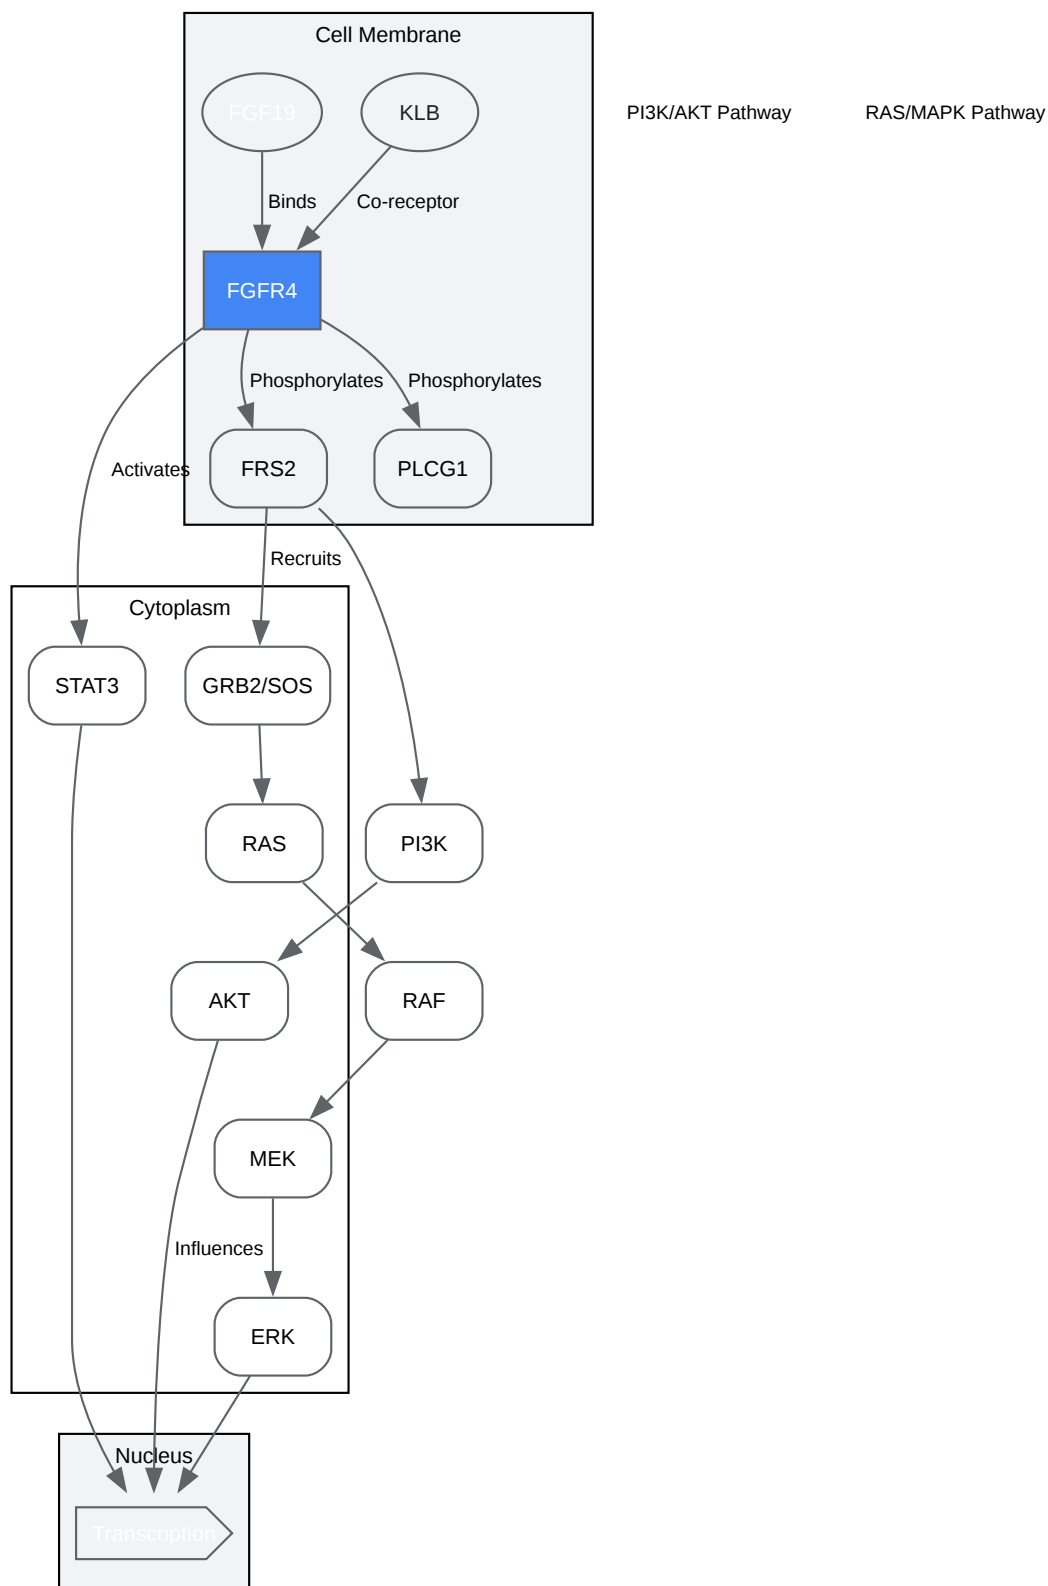 Cell Membrane
FGF19
KLB
PI3K/AKT Pathway
RAS/MAPK Pathway
Binds
Co-receptor
FGFR4
Phosphorylates
Phosphorylates
Activates
FRS2
PLCG1
Recruits
Cytoplasm
STAT3
GRB2/SOS
RAS
PI3K
AKT
RAF
MEK
Influences
ERK
Nucleus
Transcription